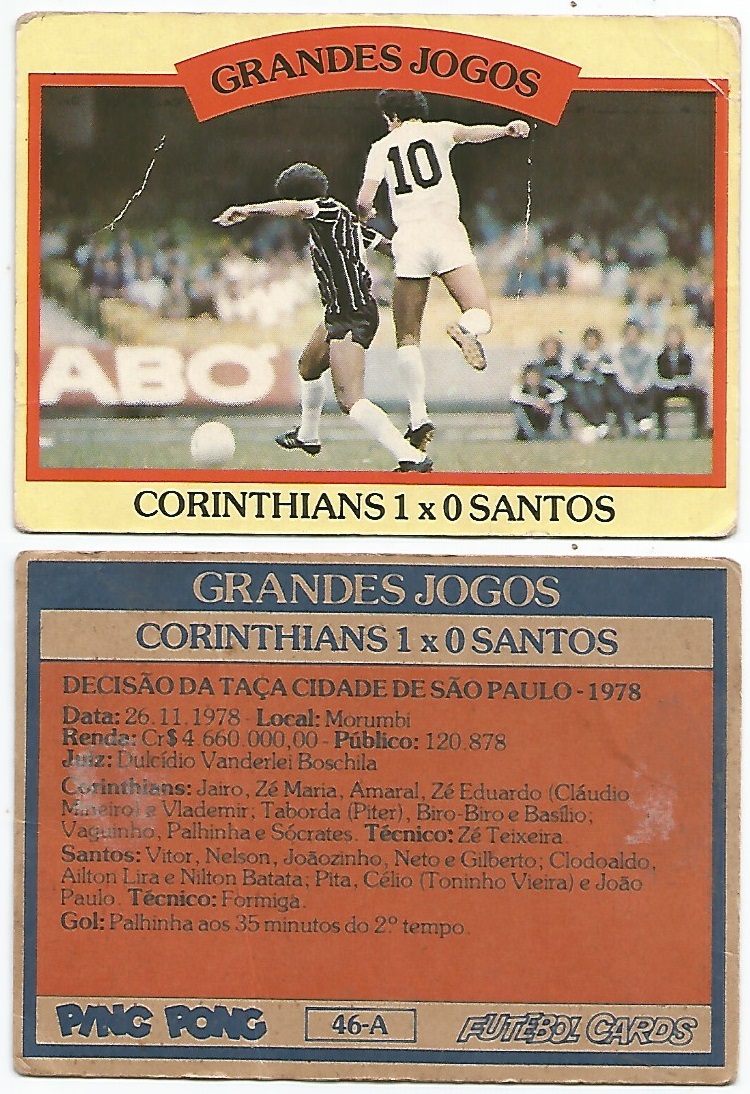 GRANDES JOGOS
10
ABO
CORINTHIANS 1 x 0 SANTOS
GRANDES JOGOS
CORINTHIANS 1 x 0 SANTOS
DECISÃO DA TAÇA CIDADE DE SÃO PAULO - 1978
Data: 26.11.1978 - Local: Morumbi
Renda: Cr$ 4.660.000,00 - Público: 120.878
Juiz: Dulcídio Vanderlei Boschila
Corinthians: Jairo, Zé Maria, Amaral, Zé Eduardo (Cláudio
Mineiro) e Vlademir; Taborda (Piter), Biro-Biro e Basílio;
Vaguinho, Palhinha e Sócrates. Técnico: Zé Teixeira.
Santos: Vitor, Nelson, Joãozinho, Neto e Gilberto; Clodoaldo,
Ailton Lira e Nilton Batata; Pita, Célio (Toninho Vieira) e João
Paulo. Técnico: Formiga.
Gol: Palhinha aos 35 minutos do 2º tempo.
PING PONG
46-A
FUTEBOL CARDS